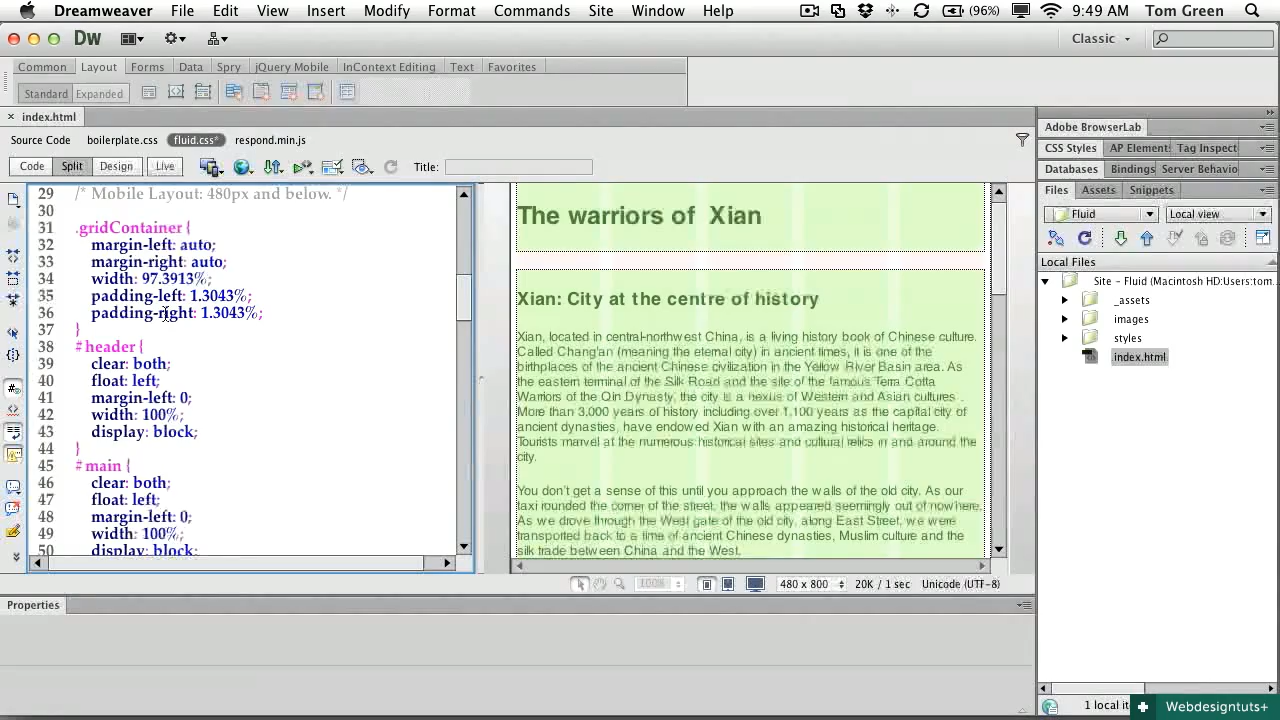 Dreamweaver File Edit View Insert Modify Format Commands Site Window Help (96%) 9:49 AM Tom Green
Dw Classic
Common Layout Forms Data Spry jQuery Mobile InContext Editing Text Favorites
Standard Expanded
index.html
Source Code boilerplate.css fluid.css* respond.min.js
Code Split Design Live Title:
29 /* Mobile Layout: 480px and below. */
30
31 .gridContainer {
32 margin-left: auto;
33 margin-right: auto;
34 width: 97.3913%;
35 padding-left: 1.3043%;
36 padding-right: 1.3043%;
37 }
38 #header {
39 clear: both;
40 float: left;
41 margin-left: 0;
42 width: 100%;
43 display: block;
44 }
45 #main {
46 clear: both;
47 float: left;
48 margin-left: 0;
49 width: 100%;
50 display: block;
The warriors of Xian
Xian: City at the centre of history
Xian, located in central-northwest China, is a living history book of Chinese culture.
Called Chang'an (meaning the eternal city) in ancient times, it is one of the
birthplaces of the ancient Chinese civilization in the Yellow River Basin area. As
the eastern terminal of the Silk Road and the site of the famous Terra Cotta
Warriors of the Qin Dynasty, the city is a nexus of Western and Asian cultures .
More than 3,000 years of history including over 1,100 years as the capital city of
ancient dynasties, have endowed Xian with an amazing historical heritage.
Tourists marvel at the numerous historical sites and cultural relics in and around the
city.
You don't get a sense of this until you approach the walls of the old city. As our
taxi rounded the corner of the street, the walls appeared seemingly out of nowhere.
As we drove through the West gate of the old city, along East Street, we were
transported back to a time of ancient Chinese dynasties, Muslim culture and the
silk trade between China and the West.
100% 480 x 800 20K / 1 sec Unicode (UTF-8)
Properties
Adobe BrowserLab
CSS Styles AP Elements Tag Inspect
Databases Bindings Server Behavio
Files Assets Snippets
Fluid Local view
Local Files
Site – Fluid (Macintosh HD:Users:tom.
_assets
images
styles
index.html
1 local it
Webdesigntuts+